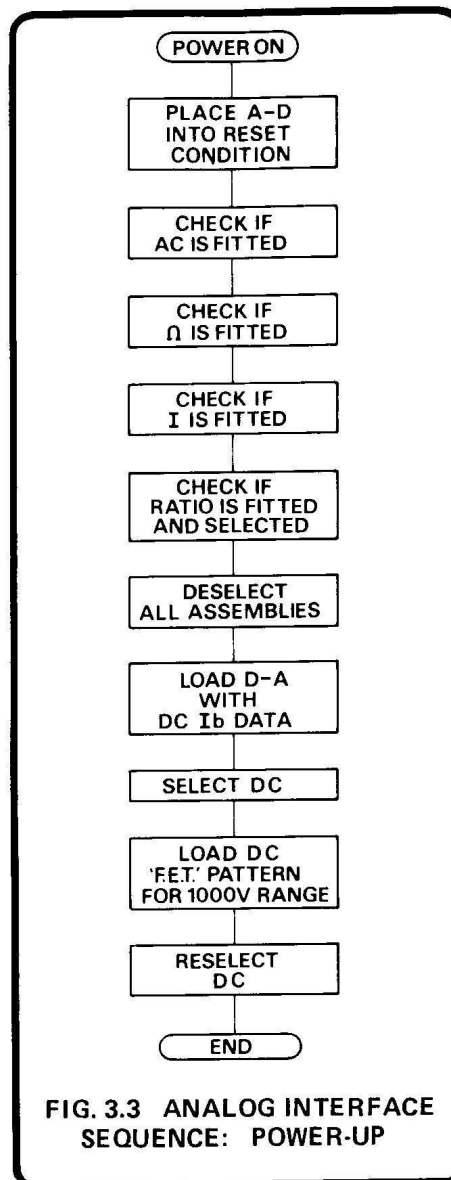 POWER ON
PLACE A-D
INTO RESET
CONDITION
CHECK IF
AC IS FITTED
CHECK IF
Ω IS FITTED
CHECK IF
I IS FITTED
CHECK IF
RATIO IS FITTED
AND SELECTED
DESELECT
ALL ASSEMBLIES
LOAD D-A
WITH
DC Ib DATA
SELECT DC
LOAD DC
'F.E.T.' PATTERN
FOR 1000V RANGE
RESELECT
DC
END
FIG. 3.3 ANALOG INTERFACE
SEQUENCE: POWER-UP